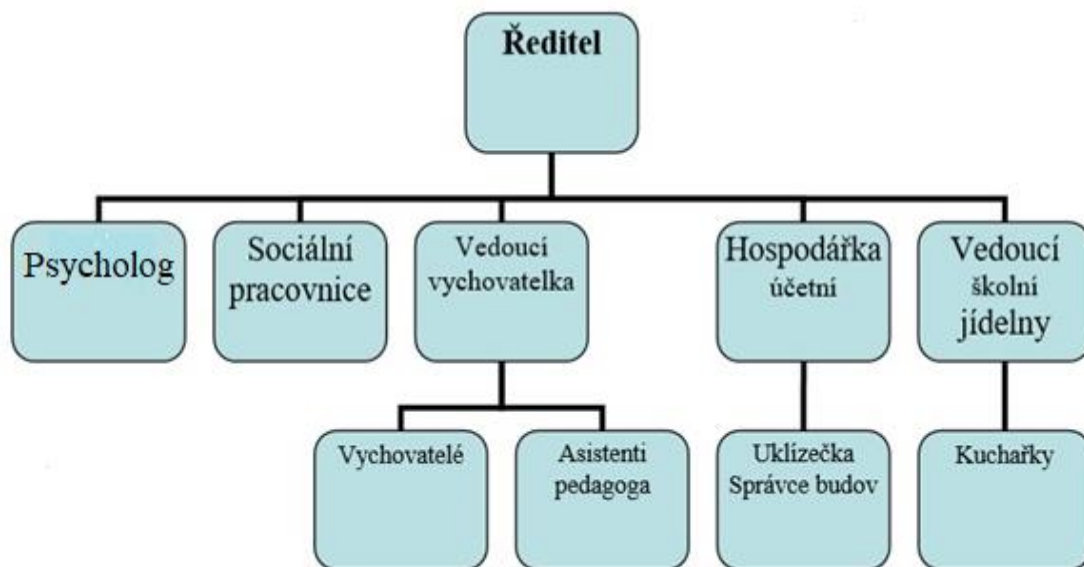 Ředitel
Psycholog
Sociální
pracovnice
Vedoucí
vychovatelka
Hospodářka
účetní
Vedoucí
školní
jídelny
Vychovatelé
Asistenti
pedagoga
Uklízečka
Správce budov
Kuchařky